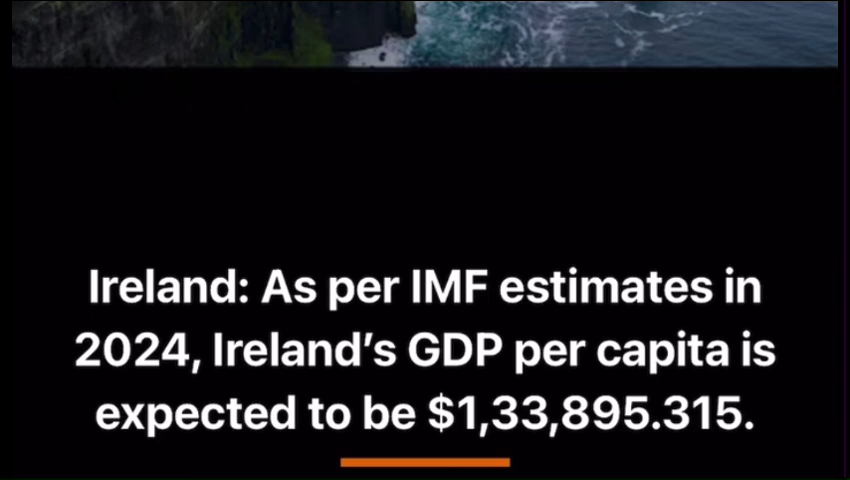 Ireland: As per IMF estimates in
2024, Ireland’s GDP per capita is
expected to be $1,33,895.315.